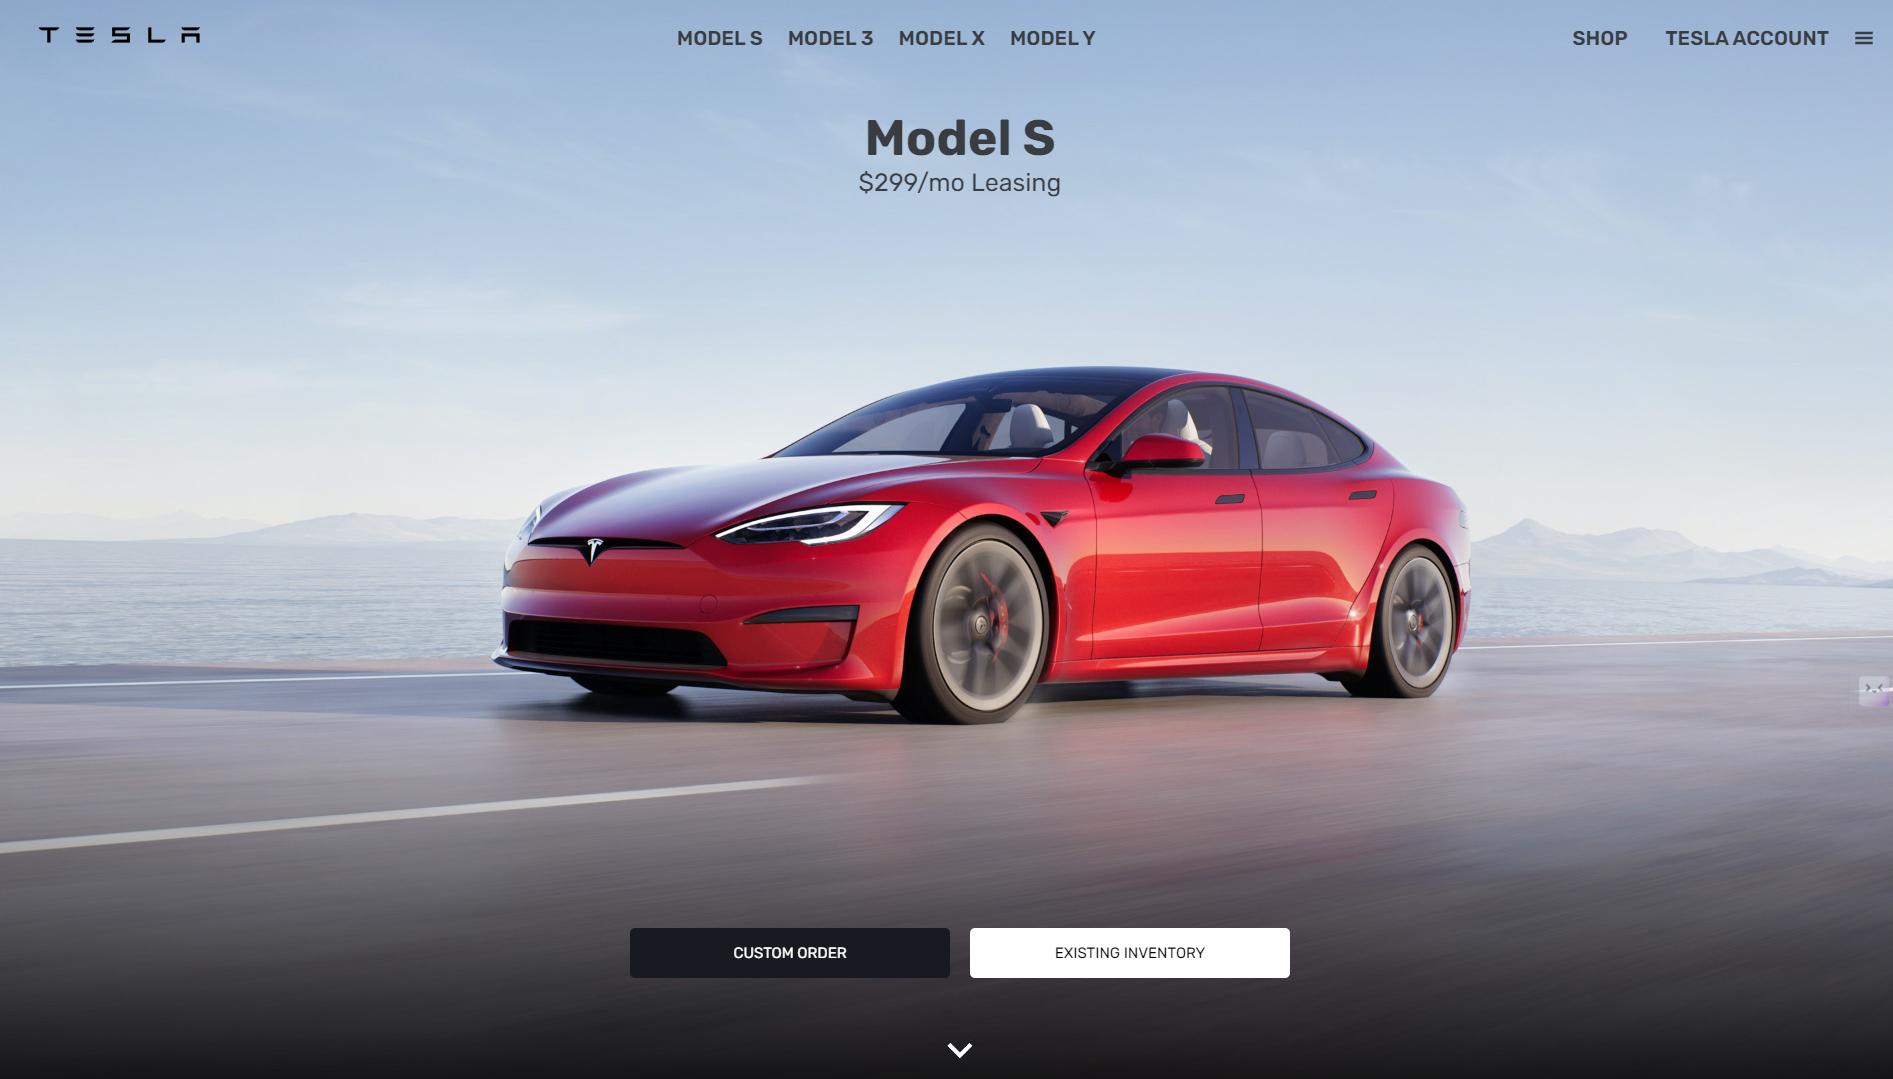 TESLA
MODEL S MODEL 3 MODEL X MODEL Y
SHOP TESLA ACCOUNT
Model S
$299/mo Leasing
CUSTOM ORDER
EXISTING INVENTORY